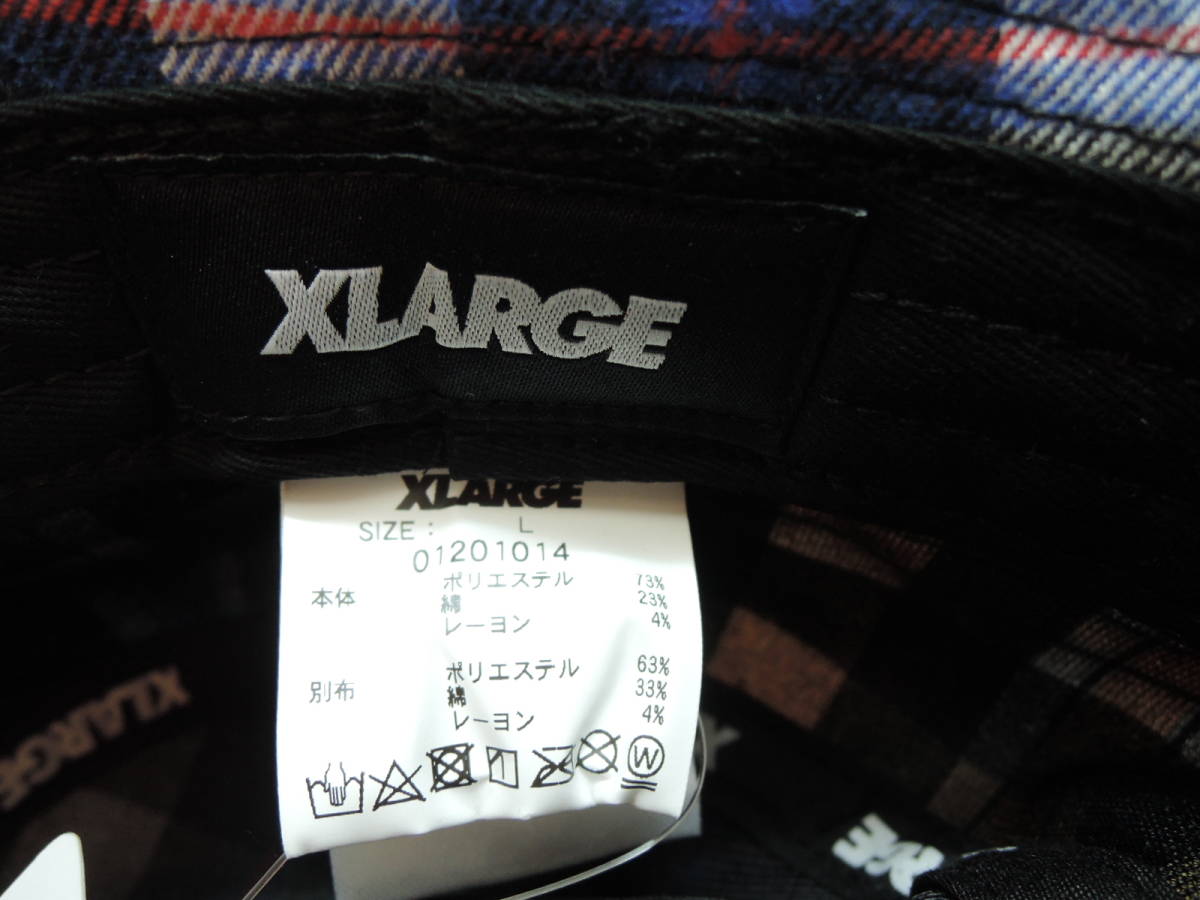 XLARGE
XLARGE
SIZE : L
01201014
本体 ポリエステル 73%
綿 23%
レーヨン 4%
別布 ポリエステル 63%
綿 33%
レーヨン 4%
W
XLARGE